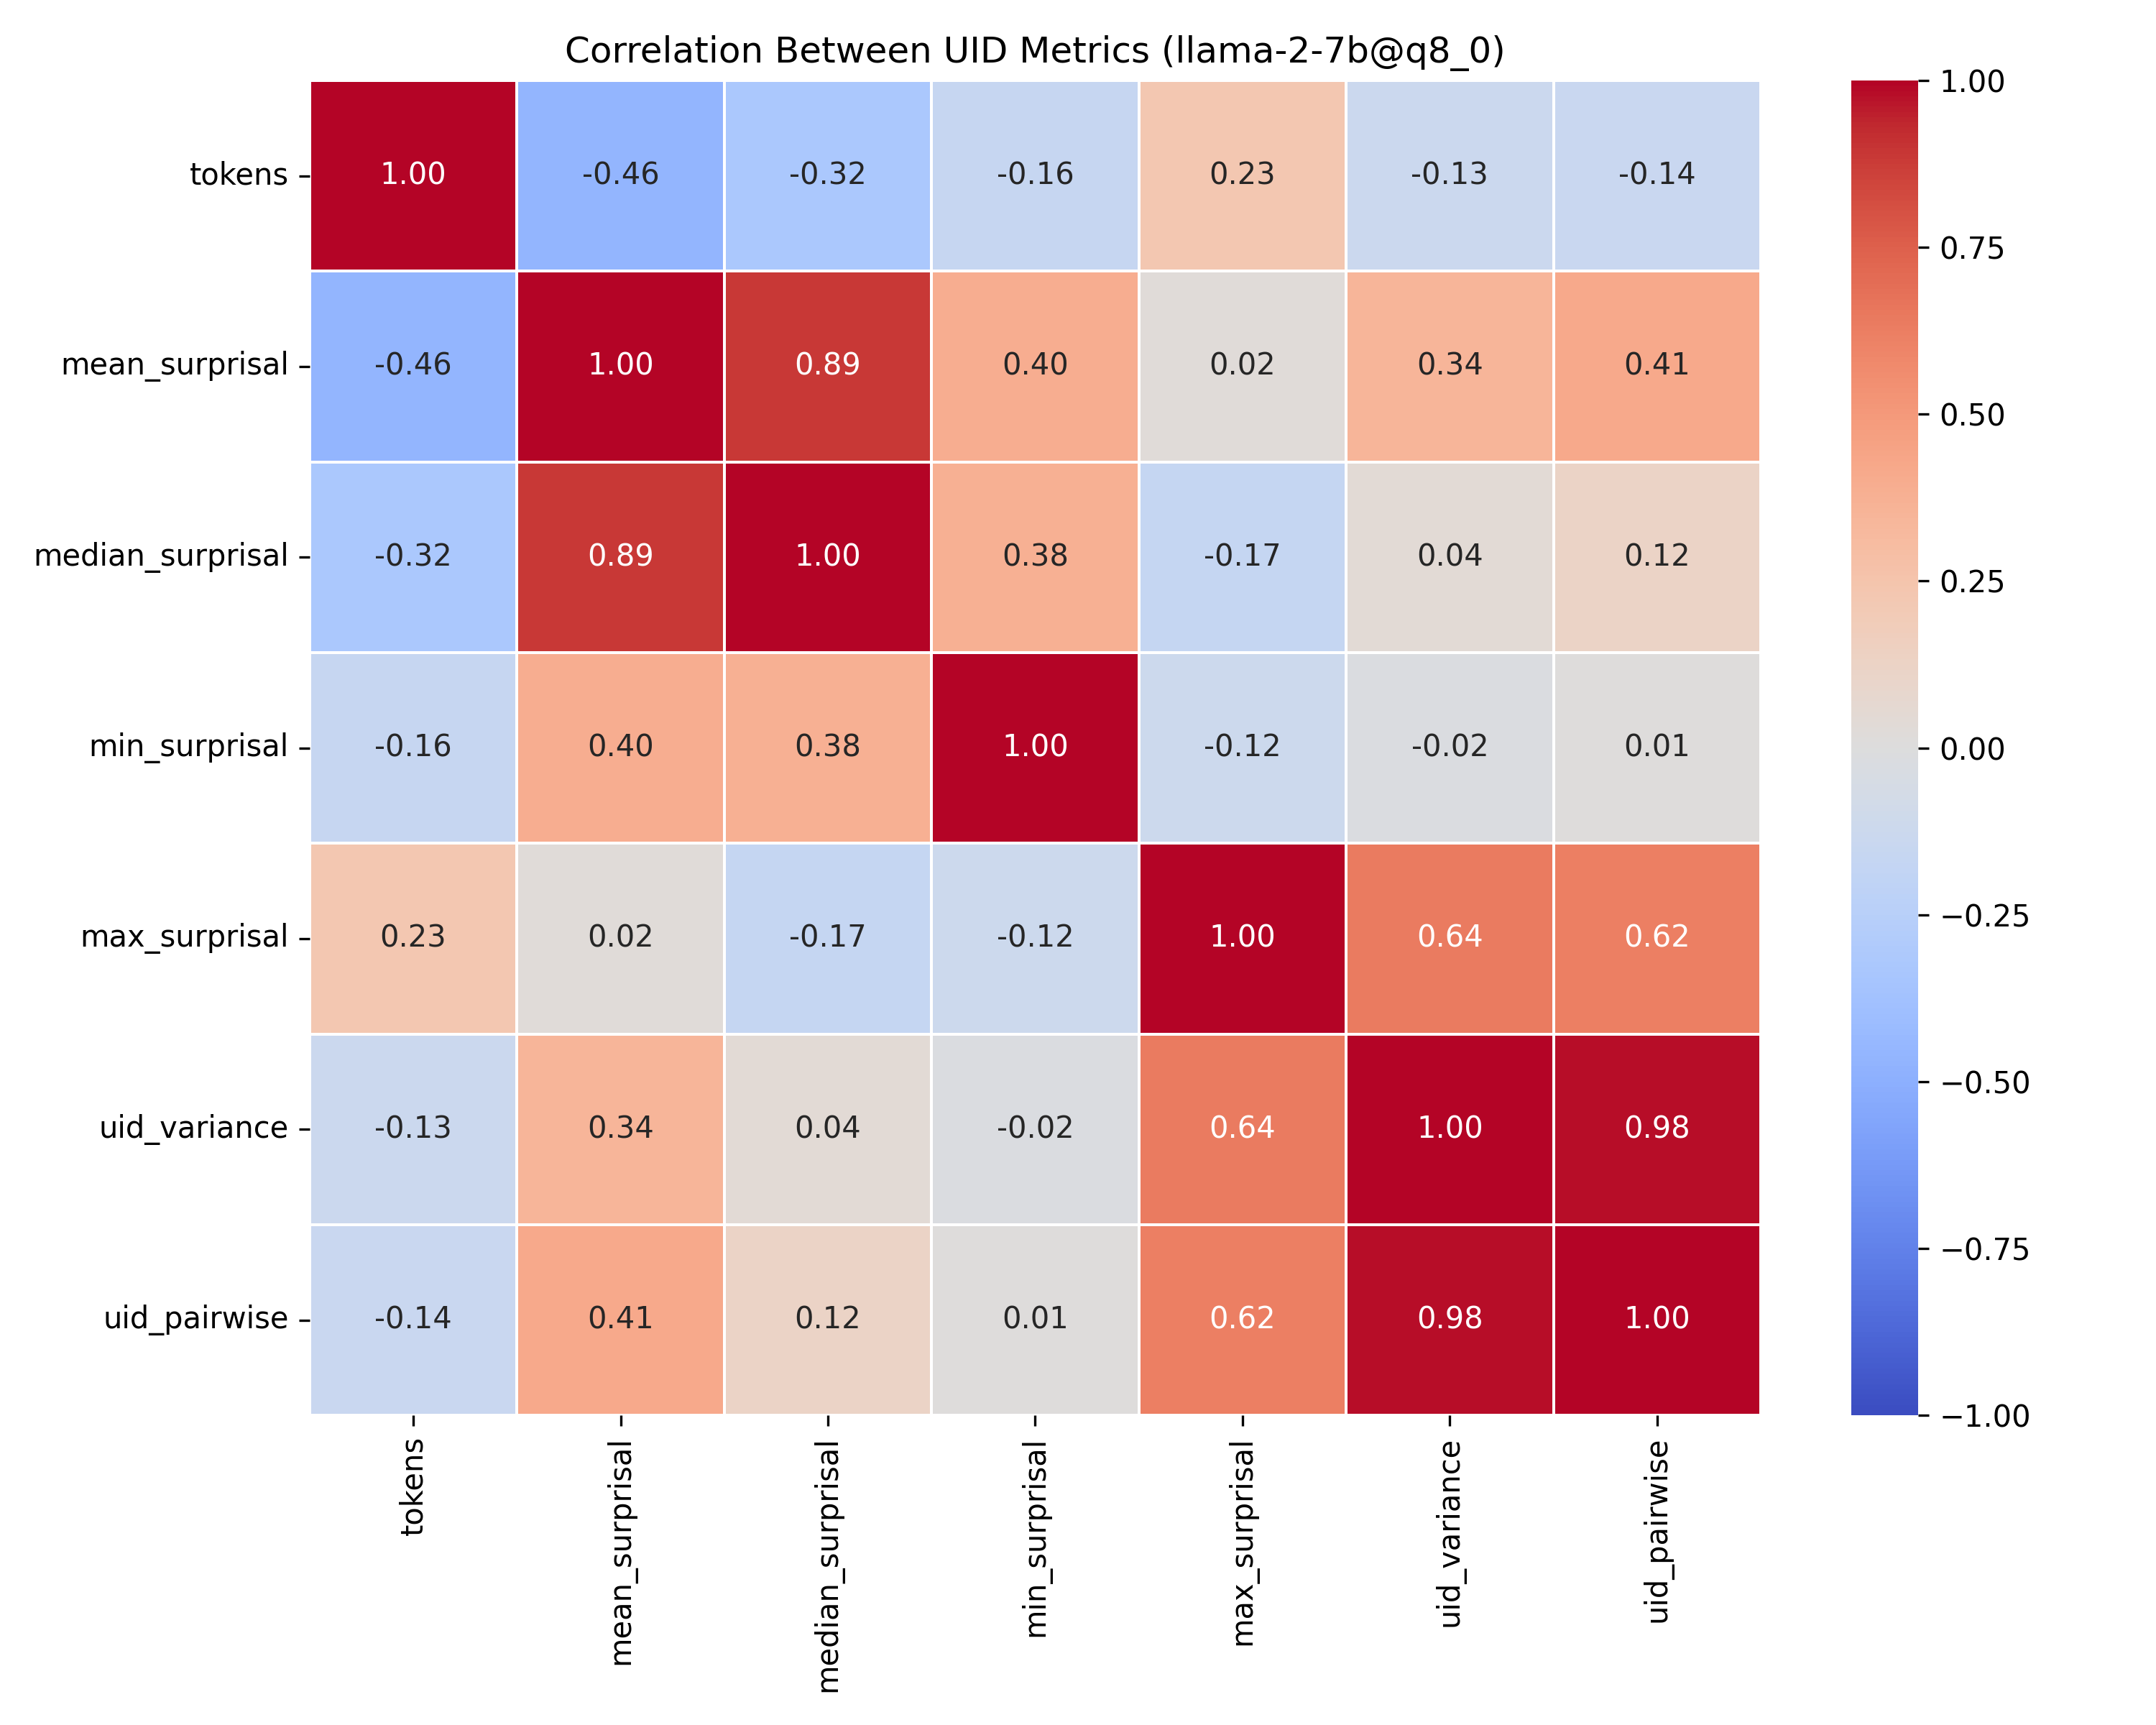 Correlation Between UID Metrics (llama-2-7b@q8_0)
tokens 1.00 -0.46 -0.32 -0.16 0.23 -0.13 -0.14
mean_surprisal -0.46 1.00 0.89 0.40 0.02 0.34 0.41
median_surprisal -0.32 0.89 1.00 0.38 -0.17 0.04 0.12
min_surprisal -0.16 0.40 0.38 1.00 -0.12 -0.02 0.01
max_surprisal 0.23 0.02 -0.17 -0.12 1.00 0.64 0.62
uid_variance -0.13 0.34 0.04 -0.02 0.64 1.00 0.98
uid_pairwise -0.14 0.41 0.12 0.01 0.62 0.98 1.00
tokens
mean_surprisal
median_surprisal
min_surprisal
max_surprisal
uid_variance
uid_pairwise
1.00
0.75
0.50
0.25
0.00
−0.25
−0.50
−0.75
−1.00